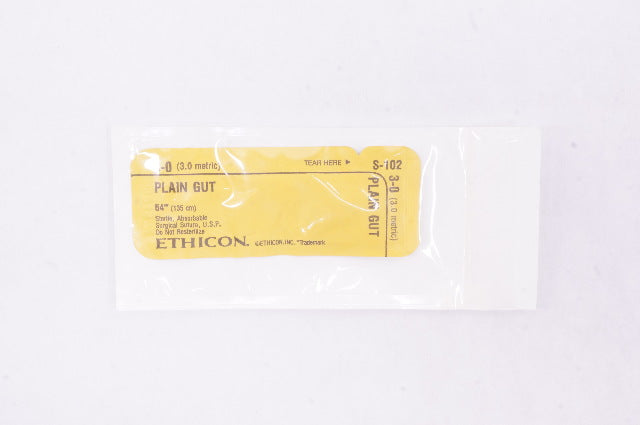 -0 (3.0 metric)
TEAR HERE ▶
S-102
PLAIN GUT
54" (135 cm)
Sterile, Absorbable
Surgical Suture, U.S.P.
Do Not Resterilize
ETHICON. ©ETHICON, INC. *Trademark
3-0 (3.0 metric)
PLAIN GUT